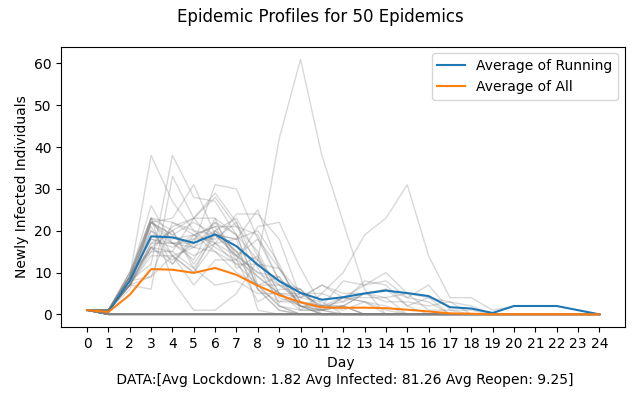 Epidemic Profiles for 50 Epidemics
Average of Running
Average of All
Newly Infected Individuals
60
50
40
30
20
10
0
0 1 2 3 4 5 6 7 8 9 10 11 12 13 14 15 16 17 18 19 20 21 22 23 24
Day
DATA:[Avg Lockdown: 1.82 Avg Infected: 81.26 Avg Reopen: 9.25]